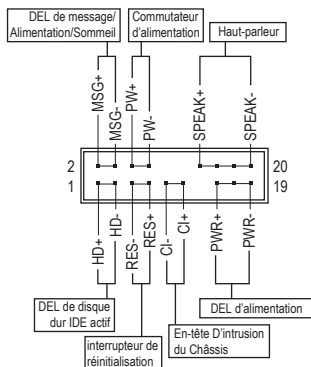 DEL de message/
Alimentation/Sommeil
Commutateur
d'alimentation
Haut-parleur
MSG+
MSG-
PW+
PW-
SPEAK+
SPEAK-
2
20
1
19
HD+
HD-
RES-
RES+
CI-
CI+
PWR+
PWR-
DEL de disque
dur IDE actif
interrupteur de
réinitialisation
En-tête D'intrusion
du Châssis
DEL d'alimentation